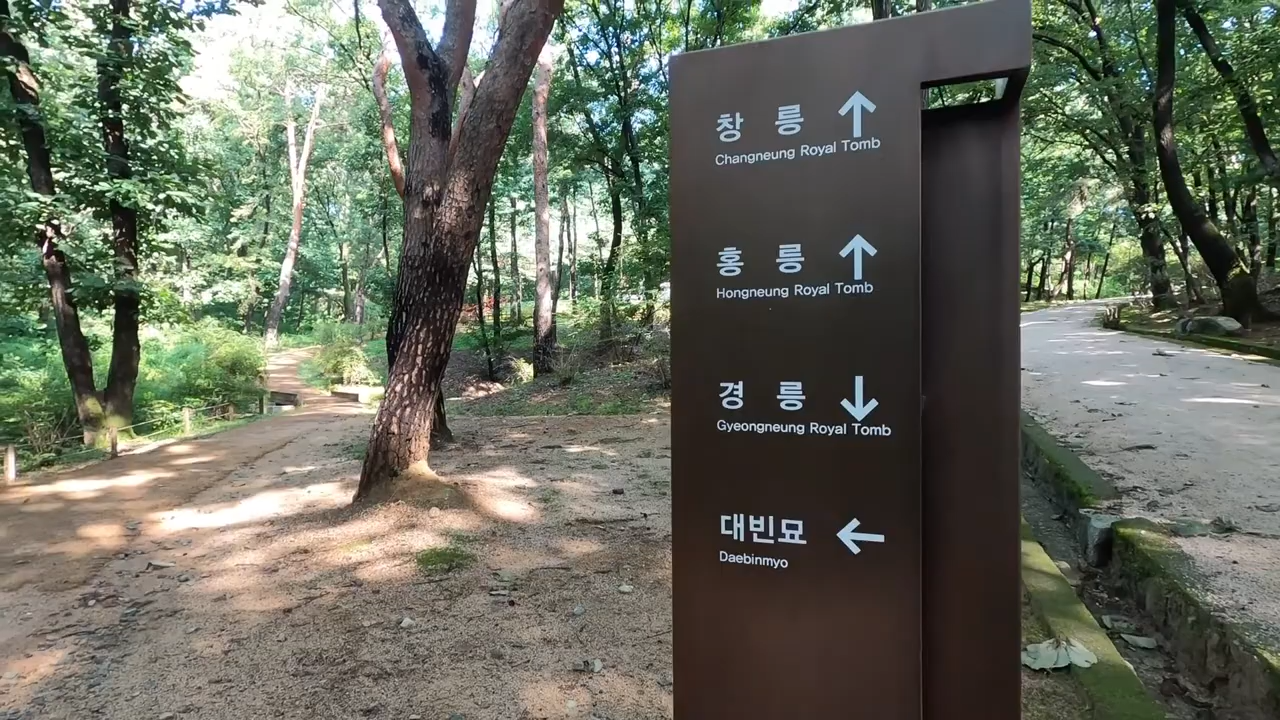 창 릉 ↑
Changneung Royal Tomb
홍 릉 ↑
Hongneung Royal Tomb
경 릉 ↓
Gyeongneung Royal Tomb
대빈묘 ←
Daebinmyo